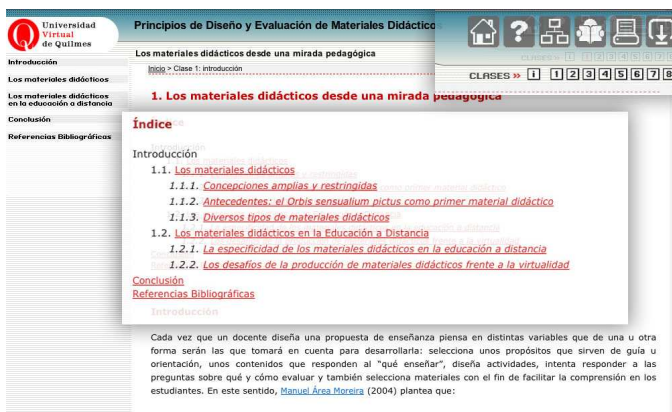 Universidad
Virtual
de Quilmes
Principios de Diseño y Evaluación de Materiales Didáctico
Los materiales didácticos desde una mirada pedagógica
Inicio > Clase 1: introducción
CLASES » i 1 2 3 4 5 6 7 8
Introducción
Los materiales didácticos
Los materiales didácticos
en la educación a distancia
Conclusión
Referencias Bibliográficas
1. Los materiales didácticos desde una mirada pedagógica
Índice
Introducción
1.1. Los materiales didácticos
1.1.1. Concepciones amplias y restringidas
1.1.2. Antecedentes: el Orbis sensualium pictus como primer material didáctico
1.1.3. Diversos tipos de materiales didácticos
1.2. Los materiales didácticos en la Educación a Distancia
1.2.1. La especificidad de los materiales didácticos en la educación a distancia
1.2.2. Los desafíos de la producción de materiales didácticos frente a la virtualidad
Conclusión
Referencias Bibliográficas
Introducción
Cada vez que un docente diseña una propuesta de enseñanza piensa en distintas variables que de una u otra
forma serán las que tomará en cuenta para desarrollarla: selecciona unos propósitos que sirven de guía u
orientación, unos contenidos que responden al "qué enseñar", diseña actividades, intenta responder a las
preguntas sobre qué y cómo evaluar y también selecciona materiales con el fin de facilitar la comprensión en los
estudiantes. En este sentido, Manuel Área Moreira (2004) plantea que: